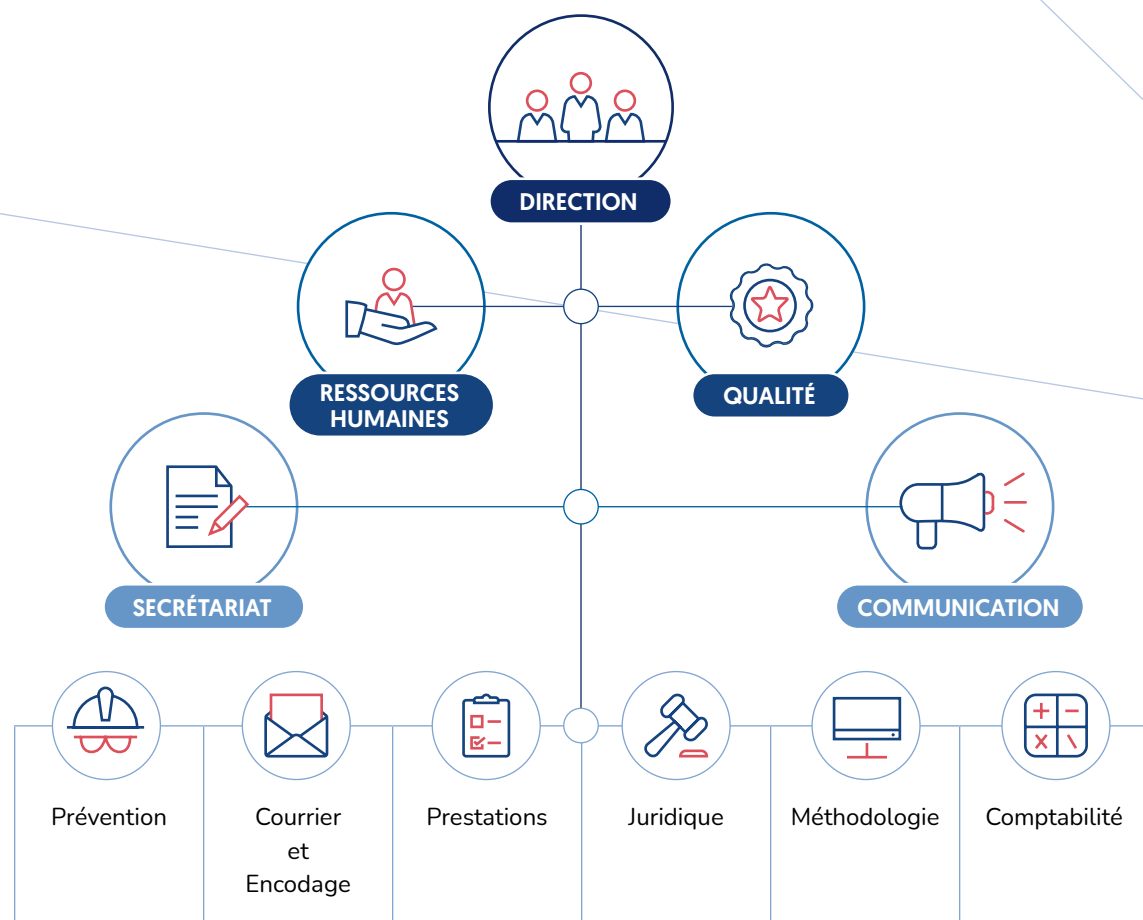 DIRECTION
RESSOURCES
HUMAINES
QUALITÉ
SECRÉTARIAT
COMMUNICATION
Prévention
Courrier
et
Encodage
Prestations
Juridique
Méthodologie
Comptabilité